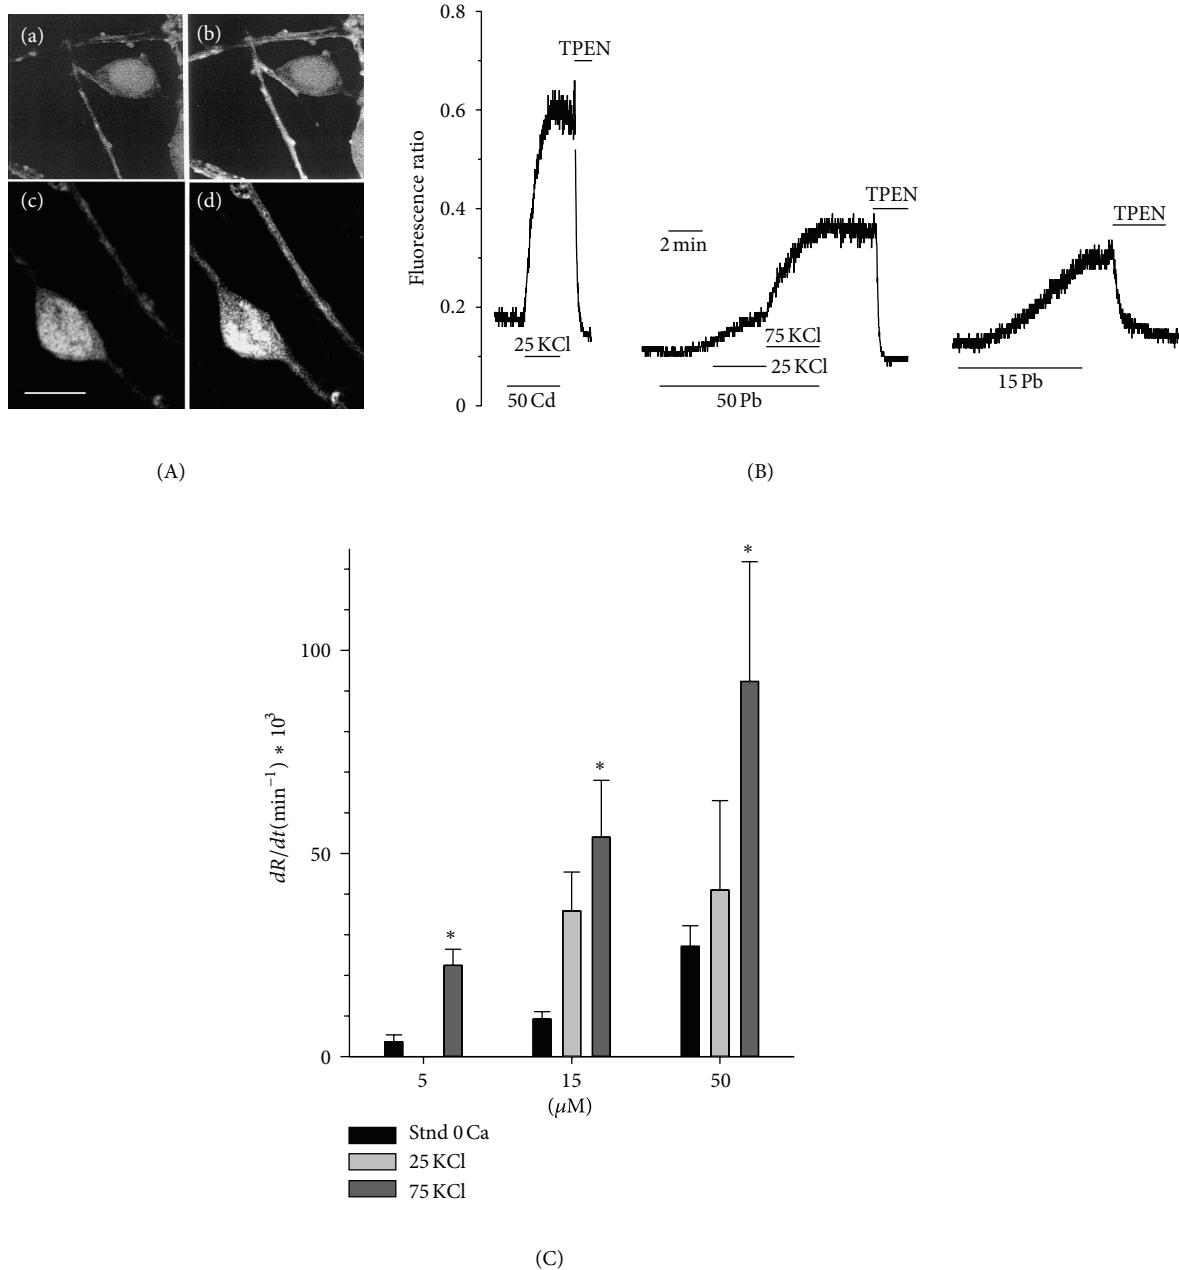 (a)
(b)
(c)
(d)
(A)
Fluorescence ratio
0.8
0.6
0.4
0.2
0
TPEN
25 KCl
50 Cd
2 min
TPEN
75 KCl
25 KCl
50 Pb
TPEN
15 Pb
(B)
dR/dt(min⁻¹) * 10³
100
50
0
*
*
*
5
15
50
(μM)
Stnd 0 Ca
25 KCl
75 KCl
(C)